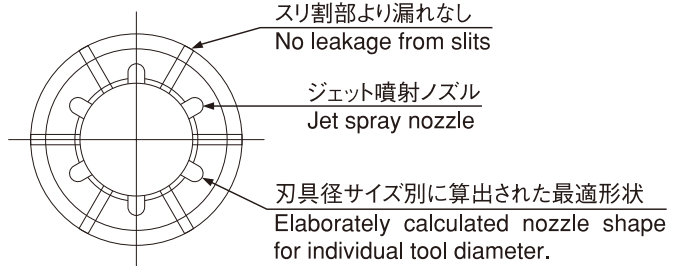 スリ割部より漏れなし
No leakage from slits
ジェット噴射ノズル
Jet spray nozzle
刃具径サイズ別に算出された最適形状
Elaborately calculated nozzle shape
for individual tool diameter.